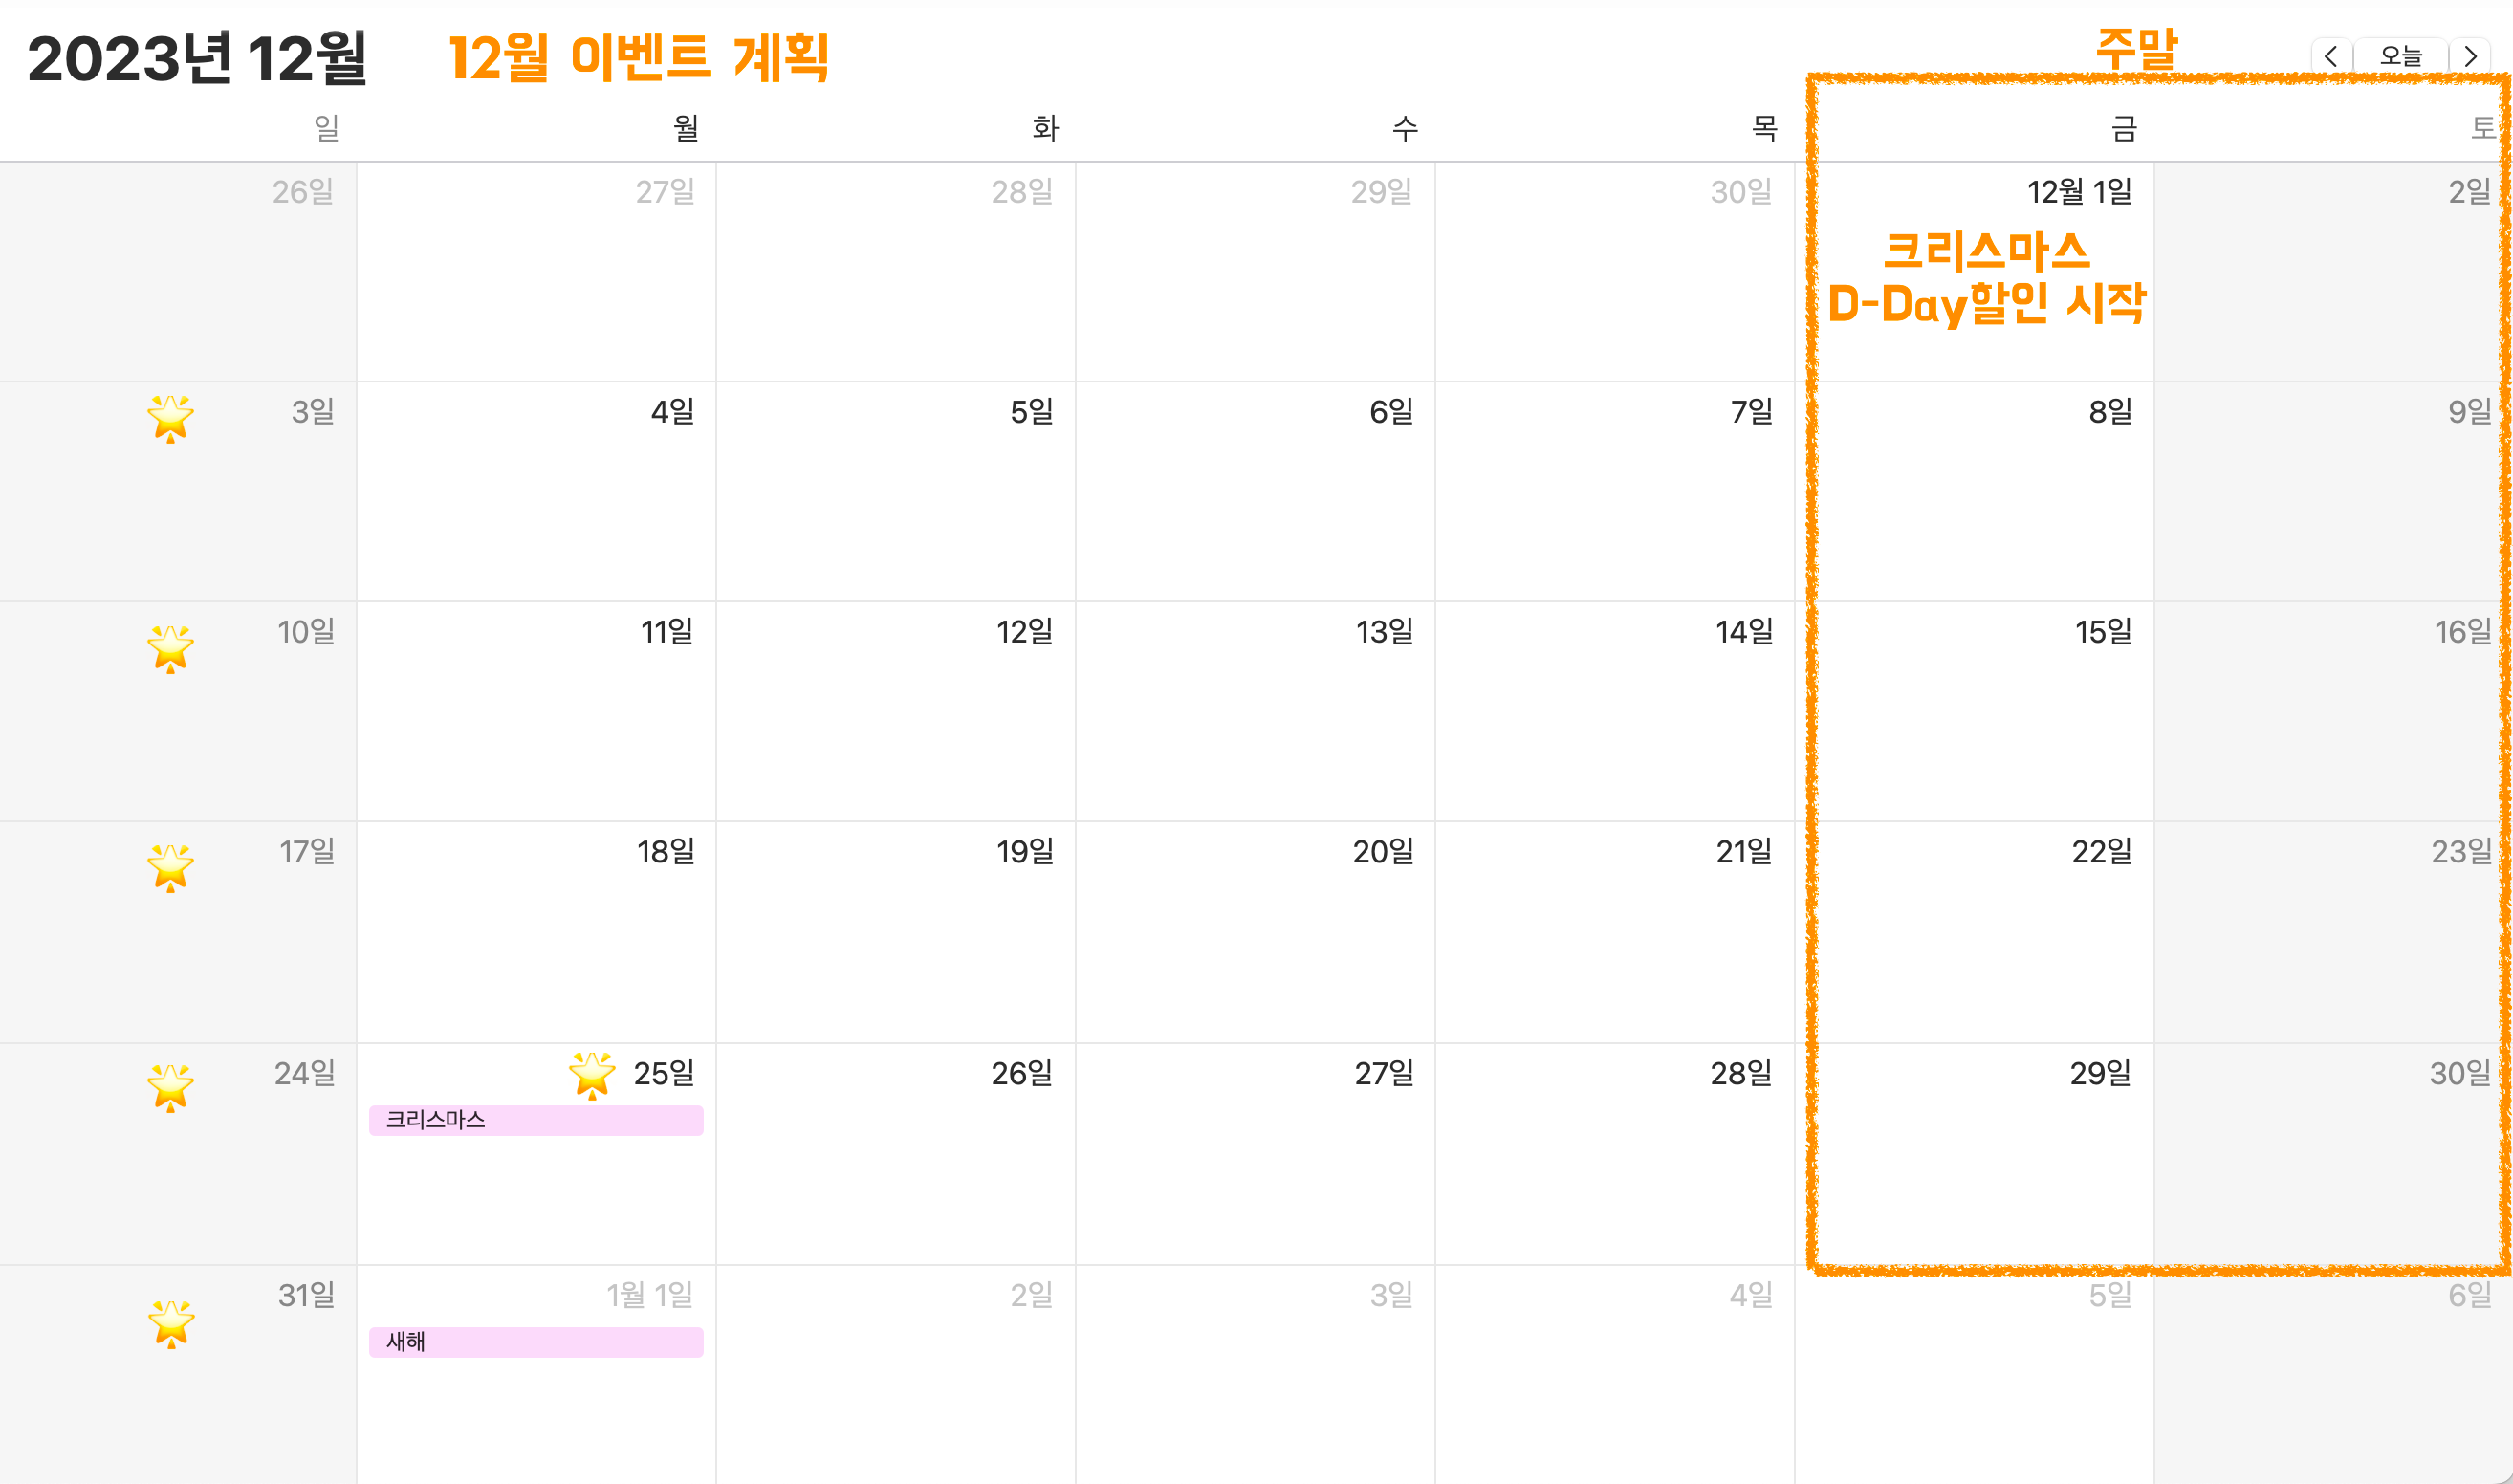 2023년 12월 12월 이벤트 계획 주말 오늘
일 월 화 수 목 금 토
26일 27일 28일 29일 30일 12월 1일 2일
크리스마스
D-Day할인 시작
3일 4일 5일 6일 7일 8일 9일
10일 11일 12일 13일 14일 15일 16일
17일 18일 19일 20일 21일 22일 23일
24일 25일 26일 27일 28일 29일 30일
크리스마스
31일 1월 1일 2일 3일 4일 5일 6일
새해